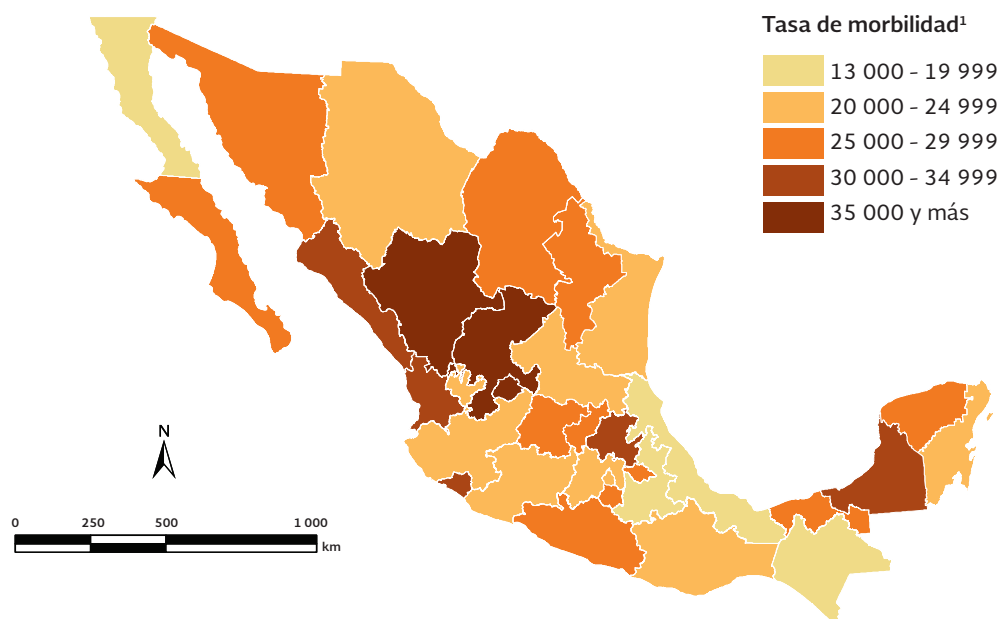 Tasa de morbilidad¹
13 000 - 19 999
20 000 - 24 999
25 000 - 29 999
30 000 - 34 999
35 000 y más
N
0 250 500 1 000
km